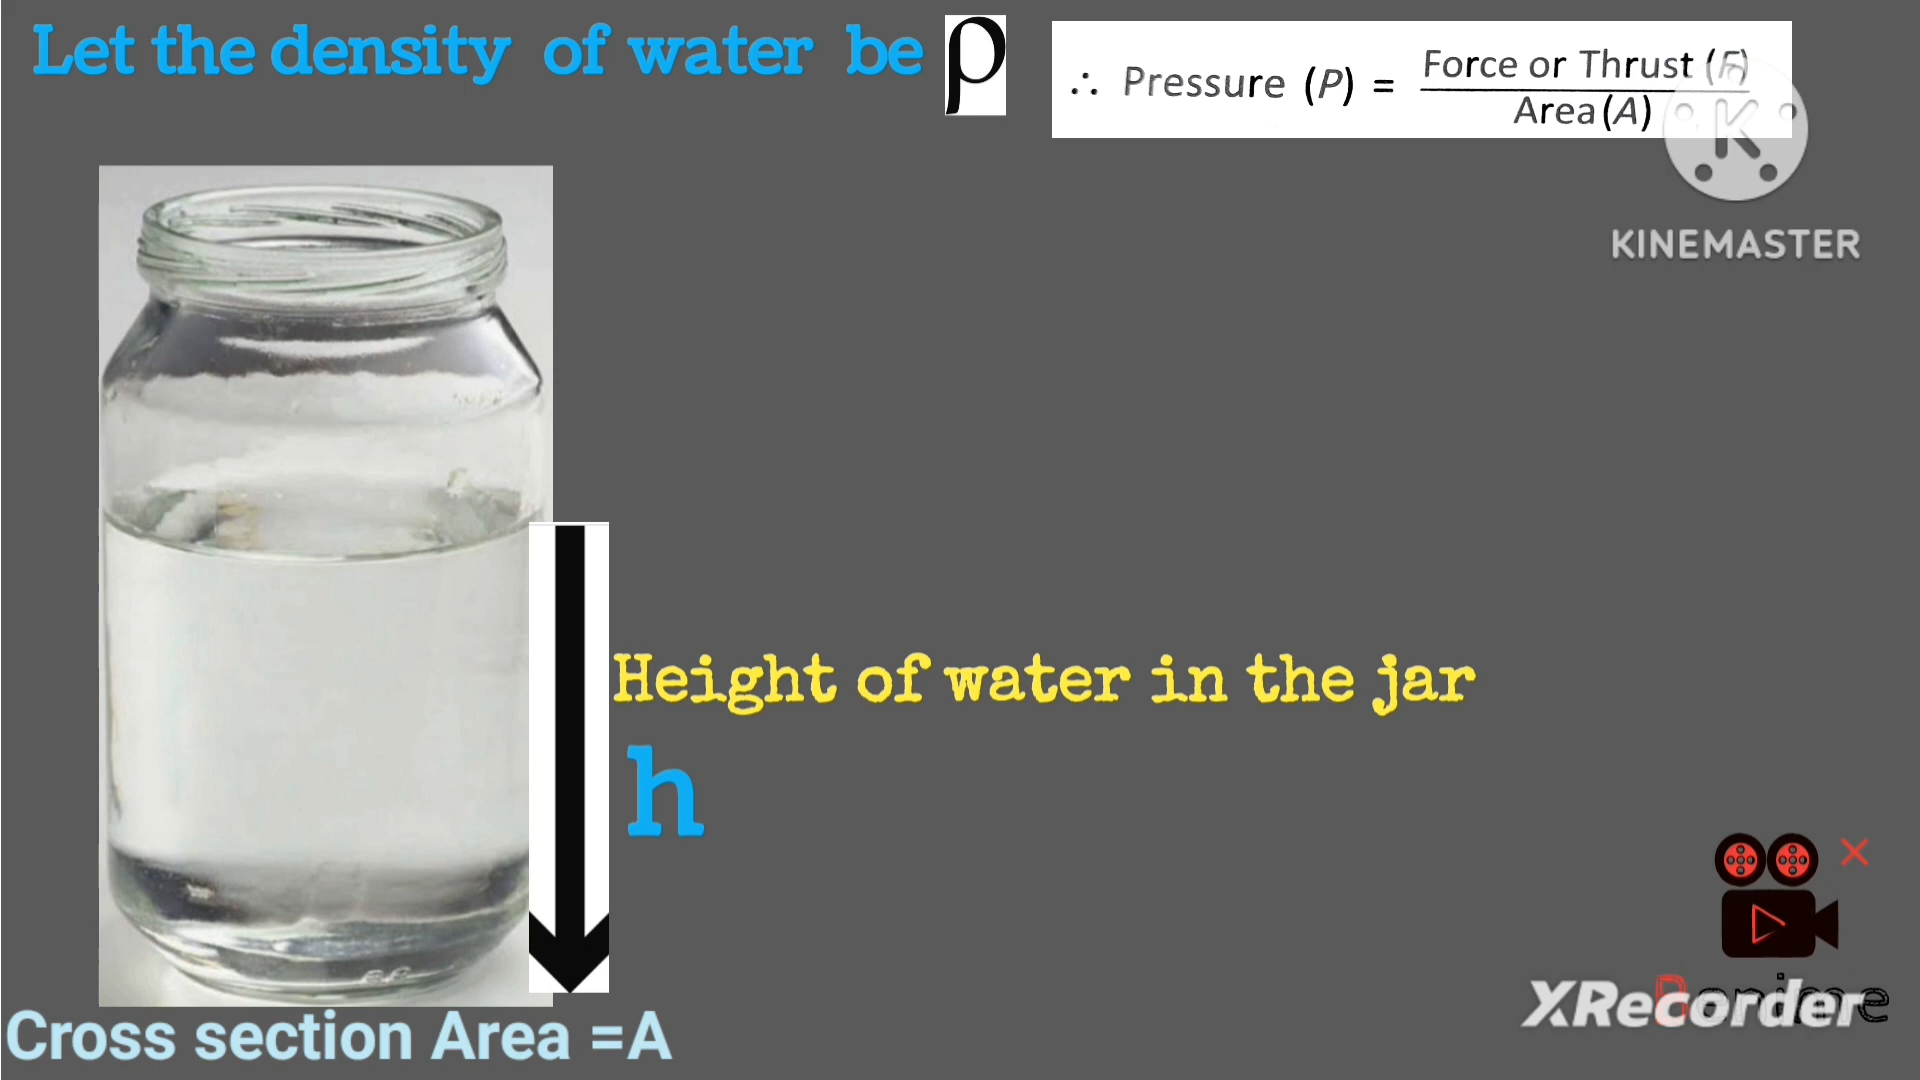 Let the density of water be ρ
∴ Pressure (P) = Force or Thrust (F)
Area (A)
KINEMASTER
Height of water in the jar
h
XRecorder
Cross section Area =A